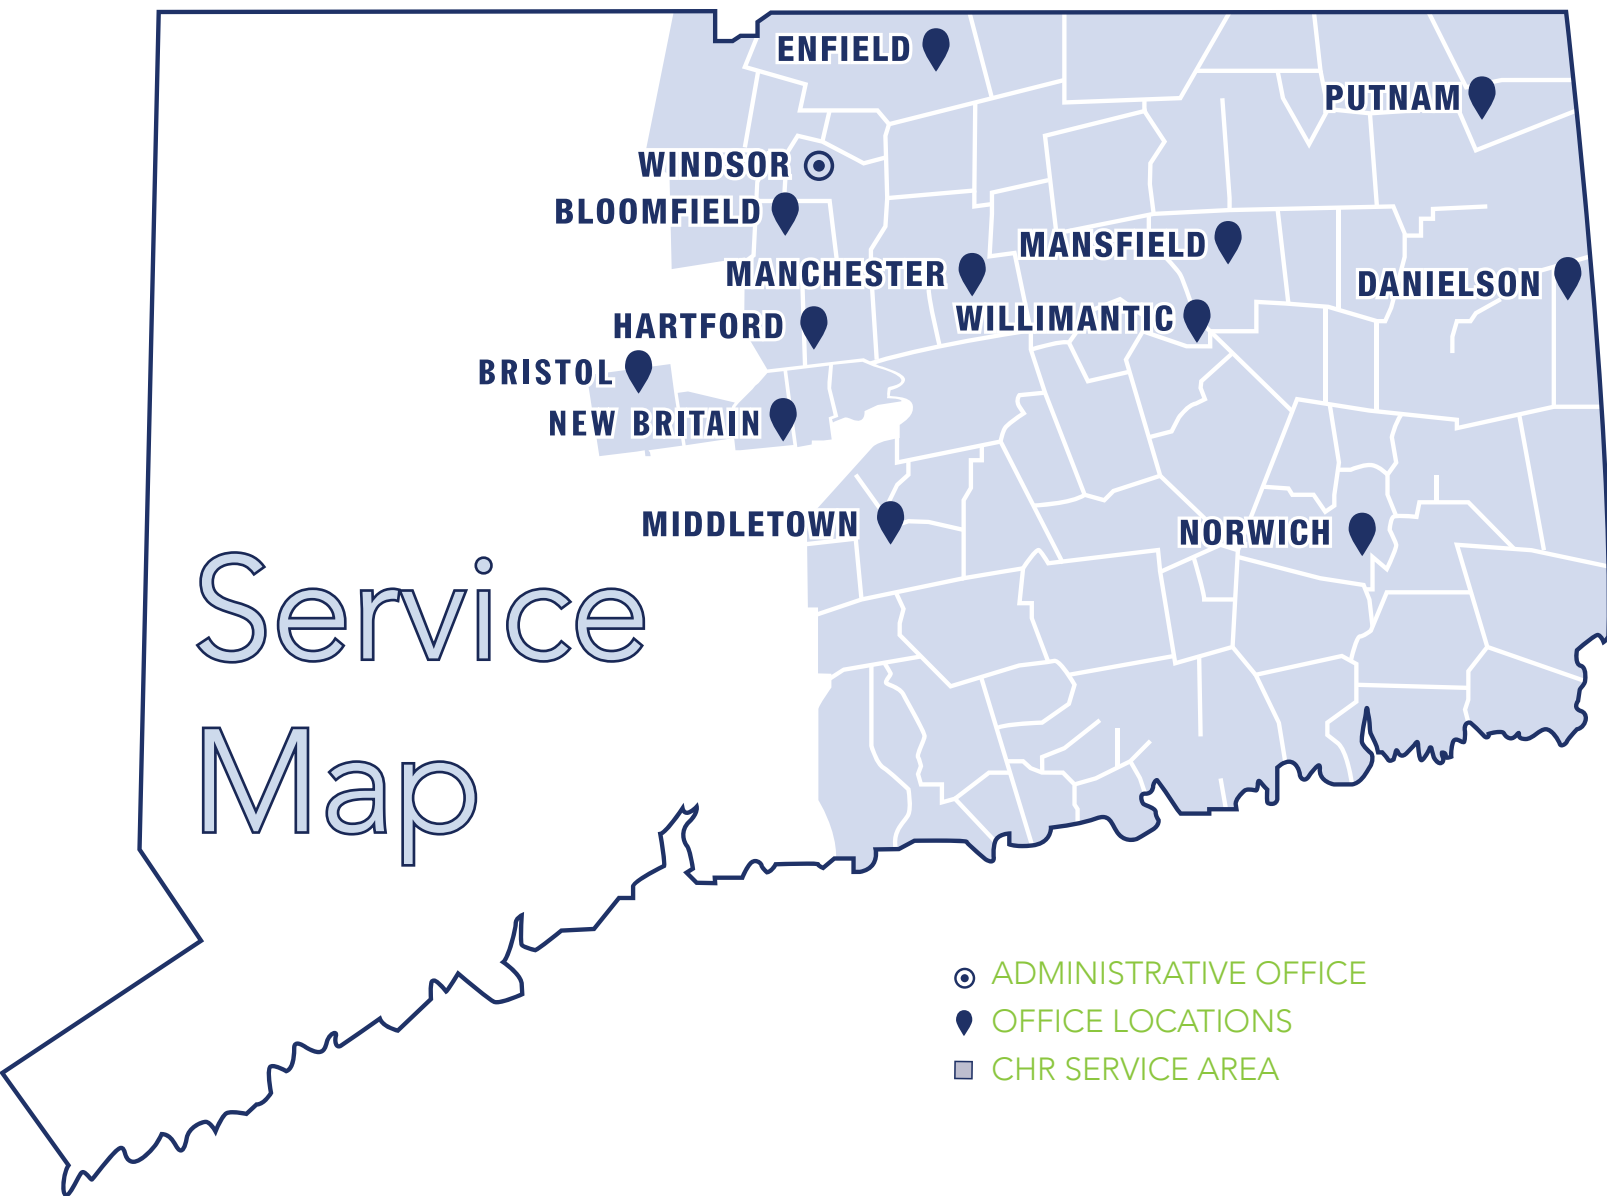 ENFIELD
PUTNAM
WINDSOR
BLOOMFIELD
MANSFIELD
MANCHESTER
DANIELSON
WILLIMANTIC
HARTFORD
BRISTOL
NEW BRITAIN
MIDDLETOWN
NORWICH
Service
Map
ADMINISTRATIVE OFFICE
OFFICE LOCATIONS
CHR SERVICE AREA